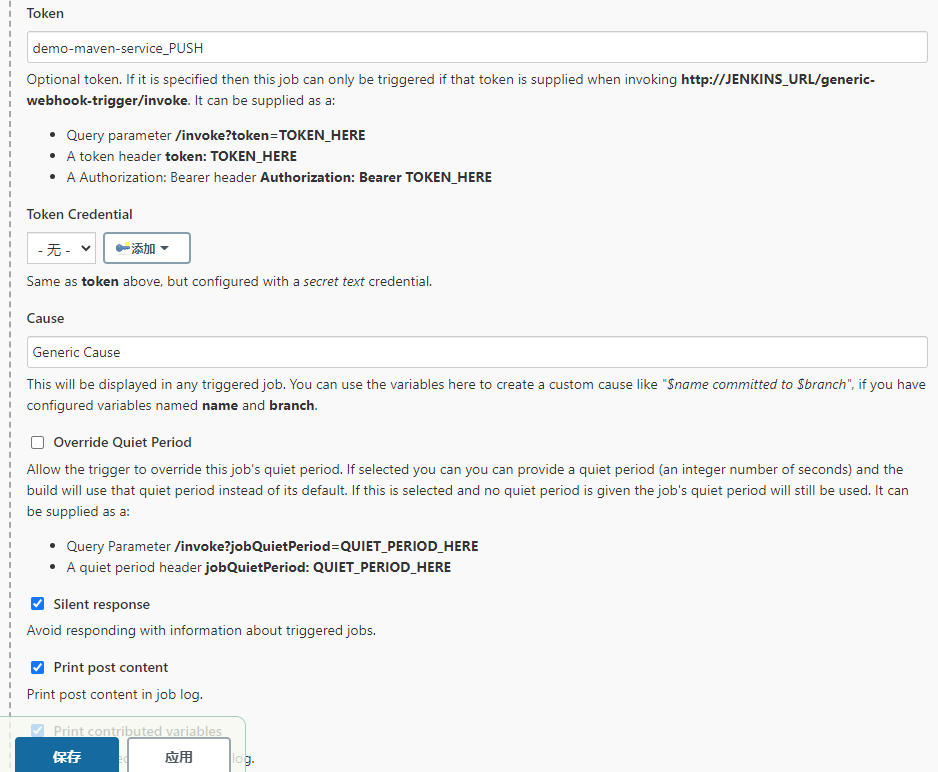 Token
demo-maven-service_PUSH
Optional token. If it is specified then this job can only be triggered if that token is supplied when invoking http://JENKINS_URL/generic-
webhook-trigger/invoke. It can be supplied as a:
Query parameter /invoke?token=TOKEN_HERE
A token header token: TOKEN_HERE
A Authorization: Bearer header Authorization: Bearer TOKEN_HERE
Token Credential
- 无 - 添加
Same as token above, but configured with a secret text credential.
Cause
Generic Cause
This will be displayed in any triggered job. You can use the variables here to create a custom cause like "$name committed to $branch", if you have
configured variables named name and branch.
Override Quiet Period
Allow the trigger to override this job's quiet period. If selected you can you can provide a quiet period (an integer number of seconds) and the
build will use that quiet period instead of its default. If this is selected and no quiet period is given the job's quiet period will still be used. It can
be supplied as a:
Query Parameter /invoke?jobQuietPeriod=QUIET_PERIOD_HERE
A quiet period header jobQuietPeriod: QUIET_PERIOD_HERE
Silent response
Avoid responding with information about triggered jobs.
Print post content
Print post content in job log.
Print contributed variables
保存 应用 log.